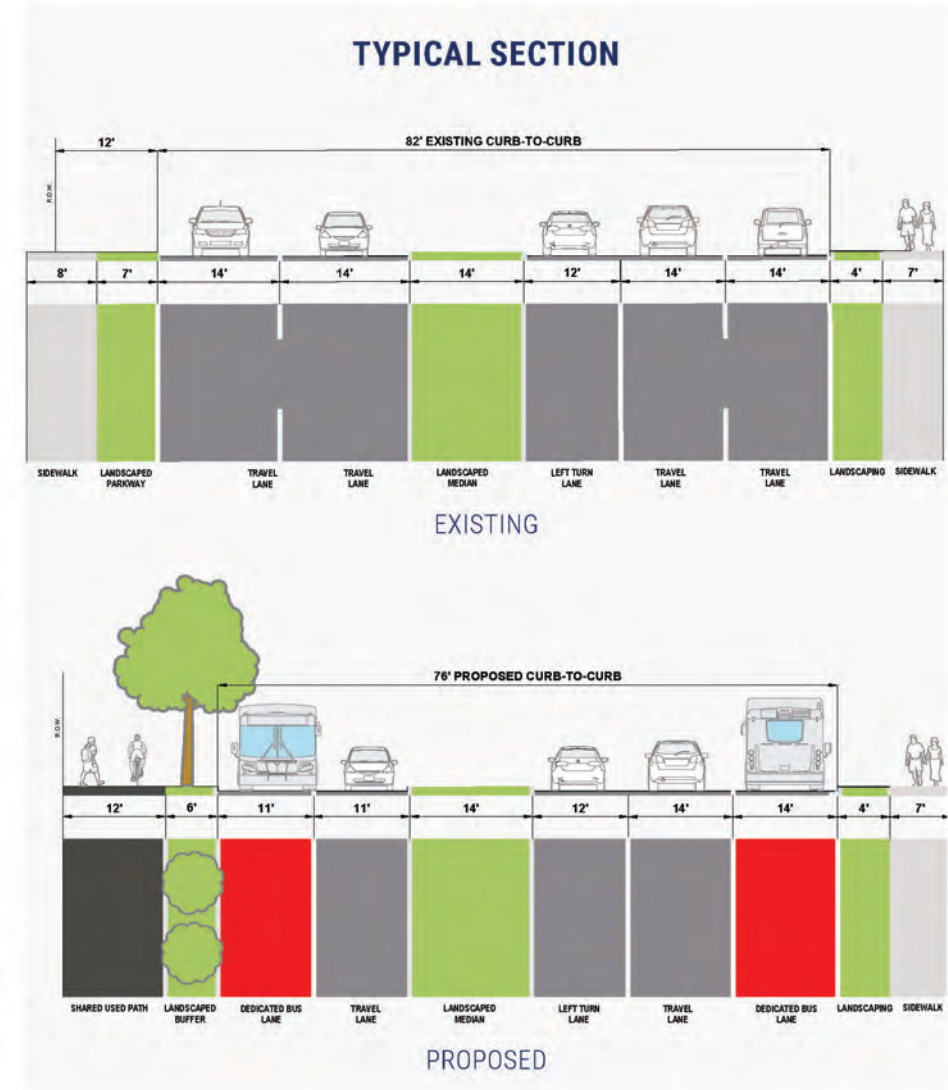 TYPICAL SECTION
12'
82' EXISTING CURB-TO-CURB
R.O.W.
8' 7' 14' 14' 14' 12' 14' 14' 4' 7'
SIDEWALK
LANDSCAPED
PARKWAY
TRAVEL
LANE
TRAVEL
LANE
LANDSCAPED
MEDIAN
LEFT TURN
LANE
TRAVEL
LANE
TRAVEL
LANE
LANDSCAPING
SIDEWALK
EXISTING
76' PROPOSED CURB-TO-CURB
R.O.W.
12' 6' 11' 11' 14' 12' 14' 14' 4' 7'
SHARED USED PATH
LANDSCAPED
BUFFER
DEDICATED BUS
LANE
TRAVEL
LANE
LANDSCAPED
MEDIAN
LEFT TURN
LANE
TRAVEL
LANE
DEDICATED BUS
LANE
LANDSCAPING
SIDEWALK
PROPOSED